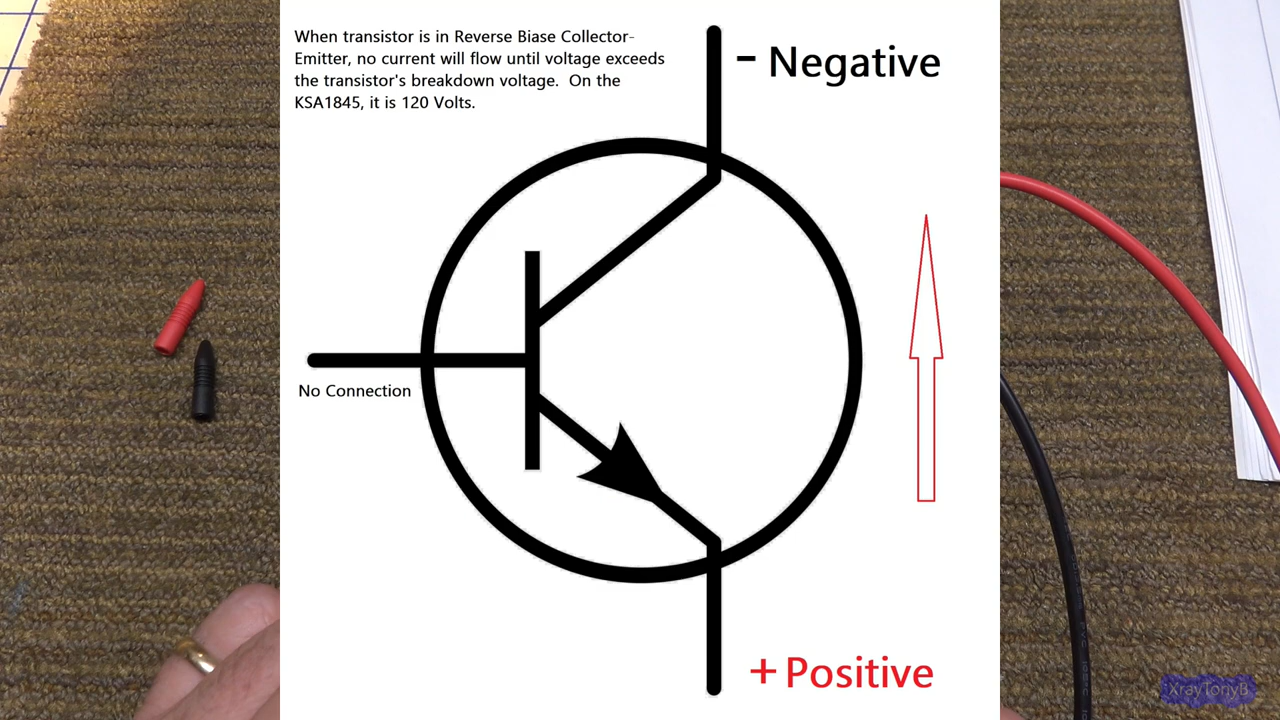 When transistor is in Reverse Biase Collector-
Emitter, no current will flow until voltage exceeds
the transistor's breakdown voltage. On the
KSA1845, it is 120 Volts.
- Negative
No Connection
+ Positive
XrayTonyB